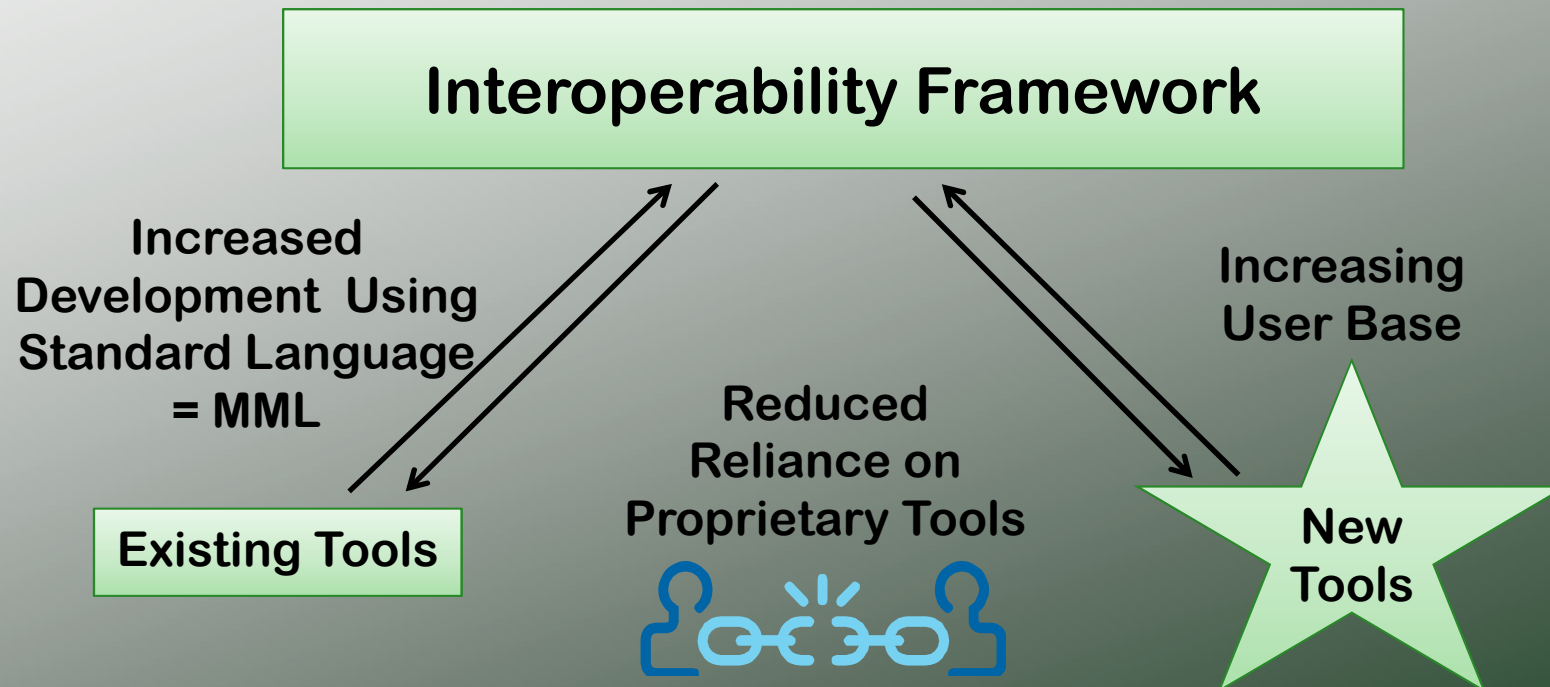 Interoperability Framework
Increased
Development Using
Standard Language
= MML
Increasing
User Base
Reduced
Reliance on
Proprietary Tools
Existing Tools
New
Tools